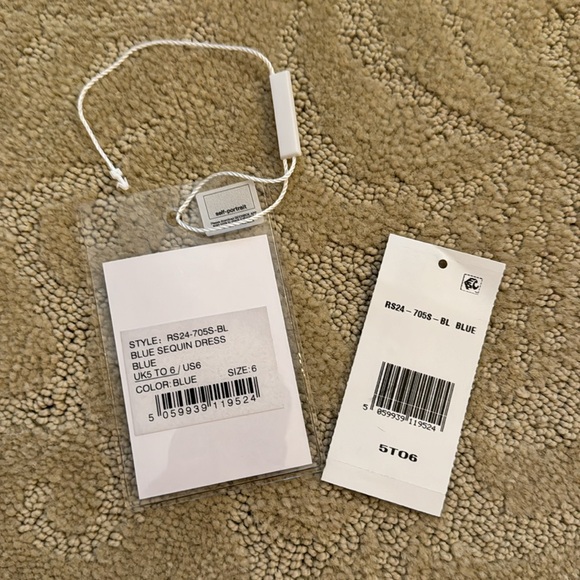 self-portrait
STYLE: RS24-705S-BL
BLUE SEQUIN DRESS
BLUE
UK5 TO 6 / US6
COLOR: BLUE SIZE: 6
5 059939 119524
RS24-705S-BL BLUE
5 059939 119524
5TO6